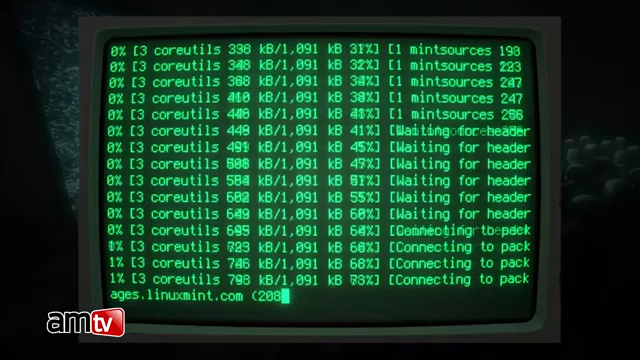 0% [3 coreutils 338 kB/1,091 kB 31%] [1 mintsources 193
0% [3 coreutils 348 kB/1,091 kB 32%] [1 mintsources 223
0% [3 coreutils 368 kB/1,091 kB 34%] [1 mintsources 247
0% [3 coreutils 410 kB/1,091 kB 38%] [1 mintsources 247
0% [3 coreutils 446 kB/1,091 kB 41%] [1 mintsources 256
0% [3 coreutils 449 kB/1,091 kB 41%] [Waiting for header
0% [3 coreutils 491 kB/1,091 kB 45%] [Waiting for header
0% [3 coreutils 508 kB/1,091 kB 47%] [Waiting for header
0% [3 coreutils 554 kB/1,091 kB 51%] [Waiting for header
0% [3 coreutils 602 kB/1,091 kB 55%] [Waiting for header
0% [3 coreutils 649 kB/1,091 kB 60%] [Waiting for header
0% [3 coreutils 695 kB/1,091 kB 64%] [Connecting to pack
1% [3 coreutils 723 kB/1,091 kB 66%] [Connecting to pack
1% [3 coreutils 746 kB/1,091 kB 68%] [Connecting to pack
1% [3 coreutils 798 kB/1,091 kB 73%] [Connecting to pack
ages.linuxmint.com (208
amtv